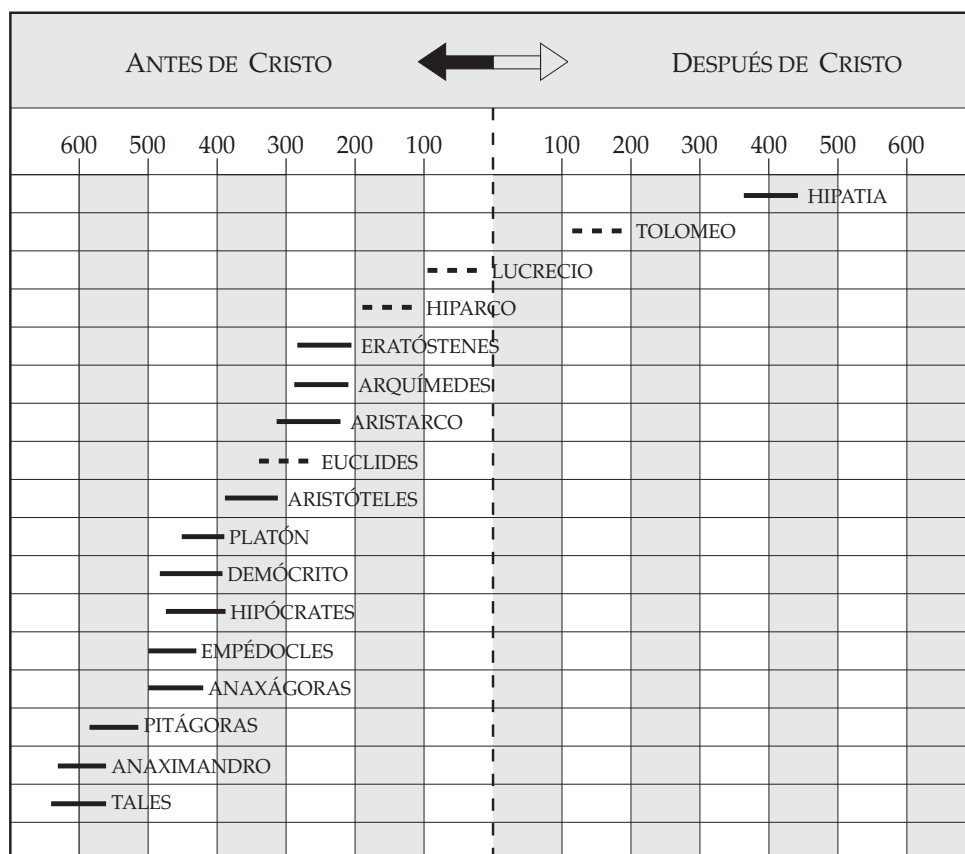 ANTES DE CRISTO DESPUÉS DE CRISTO
600 500 400 300 200 100 100 200 300 400 500 600
HIPATIA
TOLOMEO
LUCRECIO
HIPARCO
ERATÓSTENES
ARQUÍMEDES
ARISTARCO
EUCLIDES
ARISTÓTELES
PLATÓN
DEMÓCRITO
HIPÓCRATES
EMPÉDOCLES
ANAXÁGORAS
PITÁGORAS
ANAXIMANDRO
TALES